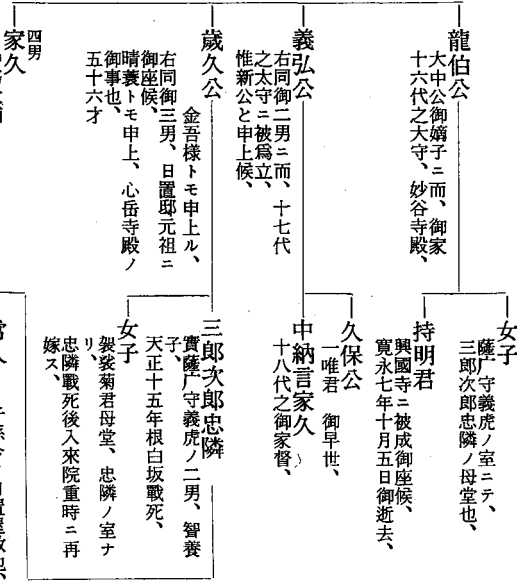 龍伯公
大中公御嫡子ニ而、御家
十六代之大守、妙谷寺殿、
義弘公
右同御二男ニ而、十七代
之太守ニ被爲立、
惟新公と申上候、
歲久公
金吾樣トモ申上ル、
右同御三男、日置邸元祖ニ
御座候、
晴蓑トモ申上、心岳寺殿ノ
御事也、
五十六才
四男
家久
女子
薩广守義虎ノ室ニテ、
三郎次郎忠隣ノ母堂也、
持明君
興國寺ニ被成御座候、
寛永七年十月五日御逝去、
久保公
一唯君 御早世、
中納言家久
十八代之御家督、
三郎次郎忠隣
實薩广守義虎ノ二男、智養
子、
天正十五年根白坂戰死、
女子
袈裟菊君母堂、忠隣ノ室ナ
リ、
忠隣戰死後入來院重時ニ再
嫁ス、